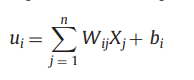 u_i = \sum_{j=1}^{n} W_{ij}X_j + b_i